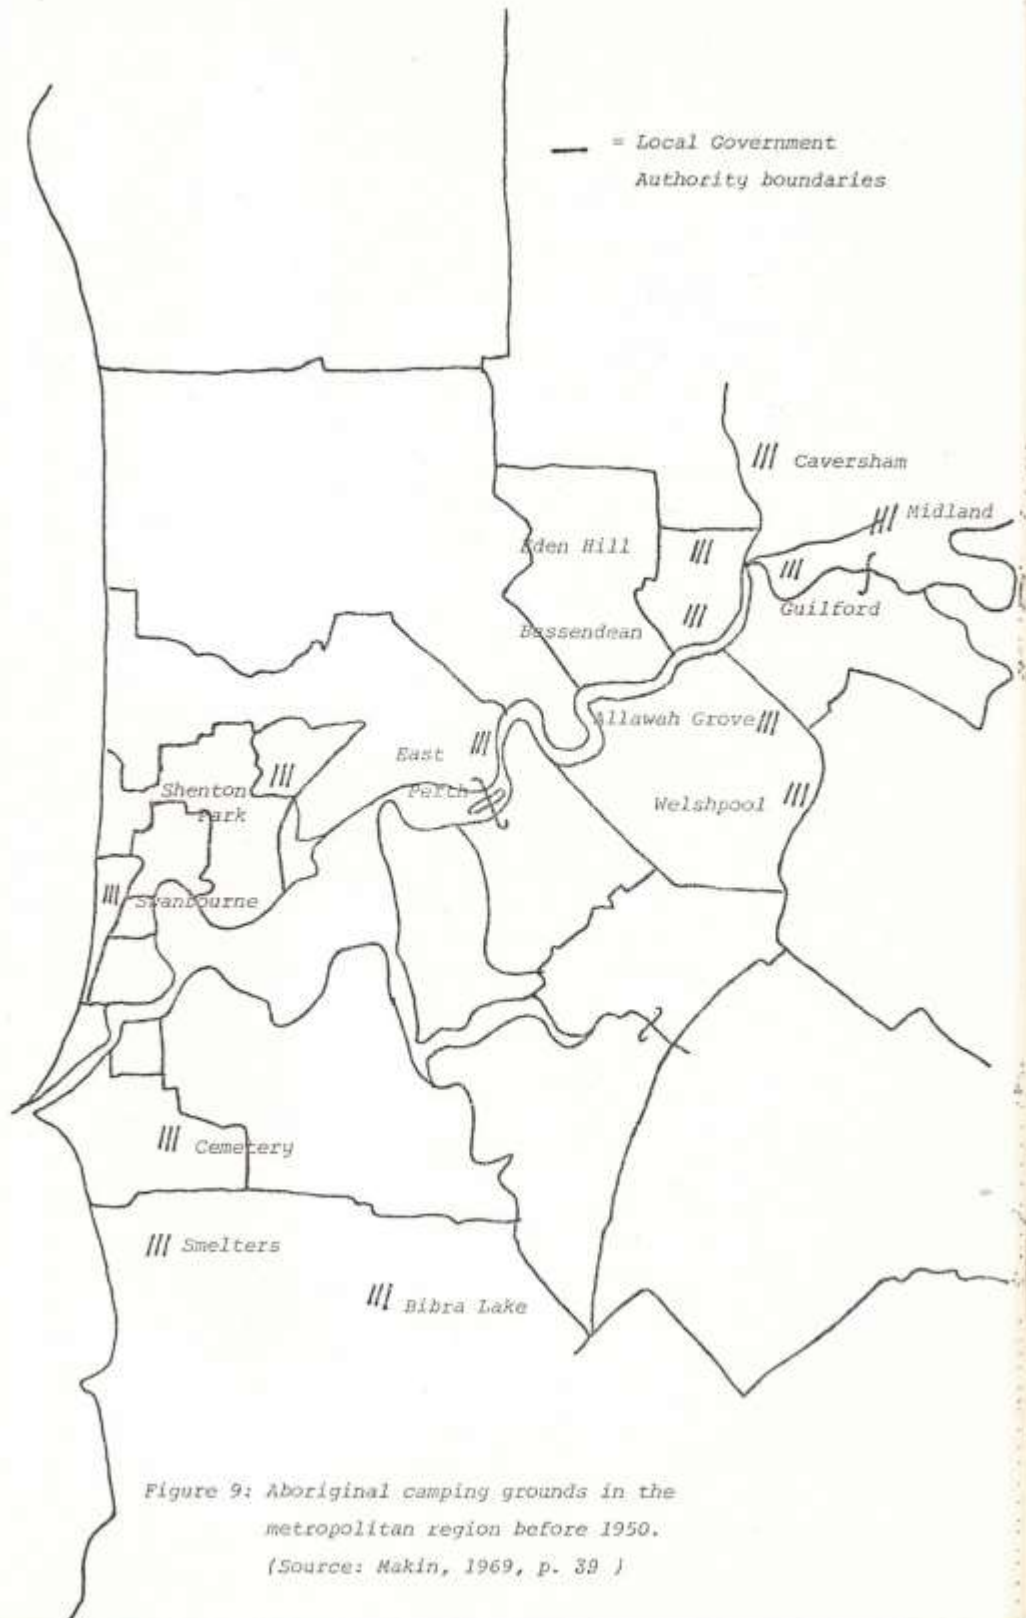 = Local Government
Authority boundaries
Caversham
Midland
Eden Hill
Guilford
Bassendean
Allawah Grove
East
Perth
Shenton
Park
Welshpool
Swanbourne
Cemetery
Smelters
Bibra Lake
Figure 9: Aboriginal camping grounds in the
metropolitan region before 1950.
(Source: Makin, 1969, p. 39 )